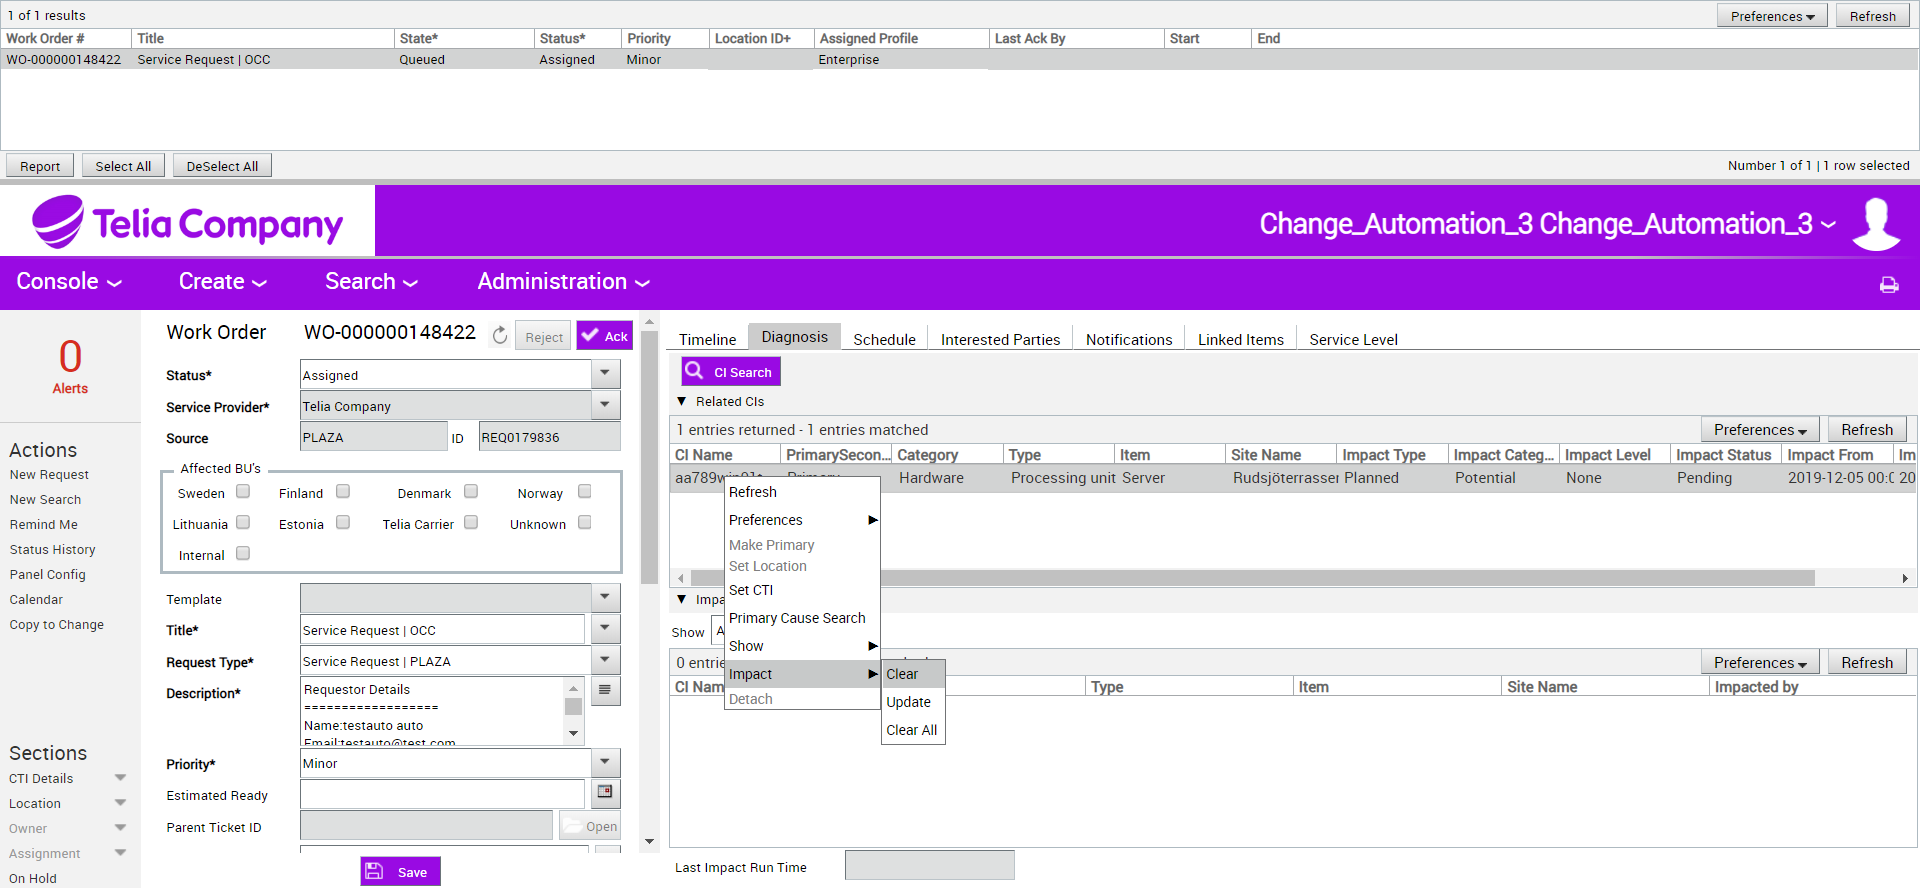 1 of 1 results
Preferences
Refresh
Work Order # Title State* Status* Priority Location ID+ Assigned Profile Last Ack By Start End
WO-000000148422 Service Request | OCC Queued Assigned Minor Enterprise
Report Select All DeSelect All
Number 1 of 1 | 1 row selected
Telia Company
Change_Automation_3 Change_Automation_3
Console Create Search Administration
0
Alerts
Actions
New Request
New Search
Remind Me
Status History
Panel Config
Calendar
Copy to Change
Sections
CTI Details
Location
Owner
Assignment
On Hold
Work Order WO-000000148422 Reject Ack
Status* Assigned
Service Provider* Telia Company
Source PLAZA ID REQ0179836
Affected BU's
Sweden Finland Denmark Norway
Lithuania Estonia Telia Carrier Unknown
Internal
Template
Title* Service Request | OCC
Request Type* Service Request | PLAZA
Description* Requestor Details
==================
Name:testauto auto
Email:testauto@test.com
Priority* Minor
Estimated Ready
Parent Ticket ID Open
Save
Timeline Diagnosis Schedule Interested Parties Notifications Linked Items Service Level
CI Search
Related CIs
1 entries returned - 1 entries matched Preferences Refresh
CI Name PrimarySecon... Category Type Item Site Name Impact Type Impact Categ... Impact Level Impact Status Impact From Im
Primary Hardware Processing unit Server Rudsjöterrasser Planned Potential None Pending 2019-12-05 00:0 20
Refresh
Preferences
Make Primary
Set Location
Set CTI
Primary Cause Search
Show
Impact
Detach
Clear
Update
Clear All
Impa
Show A
0 entrie Preferences Refresh
CI Nam Type Item Site Name Impacted by
Last Impact Run Time